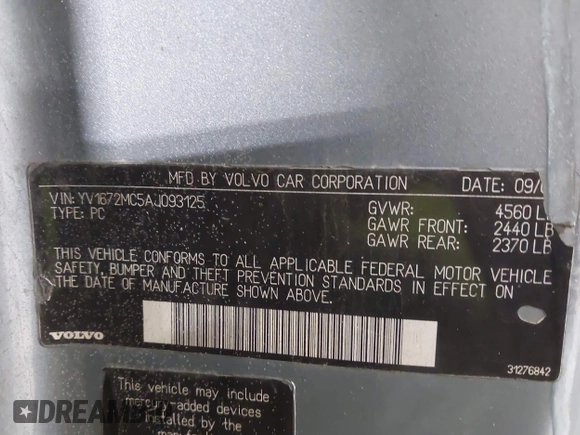 MFD BY VOLVO CAR CORPORATION DATE: 09/
VIN: YV1672MC5AJ093125 GVWR: 4560 LB
TYPE: PC GAWR FRONT: 2440 LB
GAWR REAR: 2370 LB
THIS VEHICLE CONFORMS TO ALL APPLICABLE FEDERAL MOTOR VEHICLE
SAFETY, BUMPER AND THEFT PREVENTION STANDARDS IN EFFECT ON
THE DATE OF MANUFACTURE SHOWN ABOVE.
VOLVO
31276842
This vehicle may include
mercury-added devices
installed by the